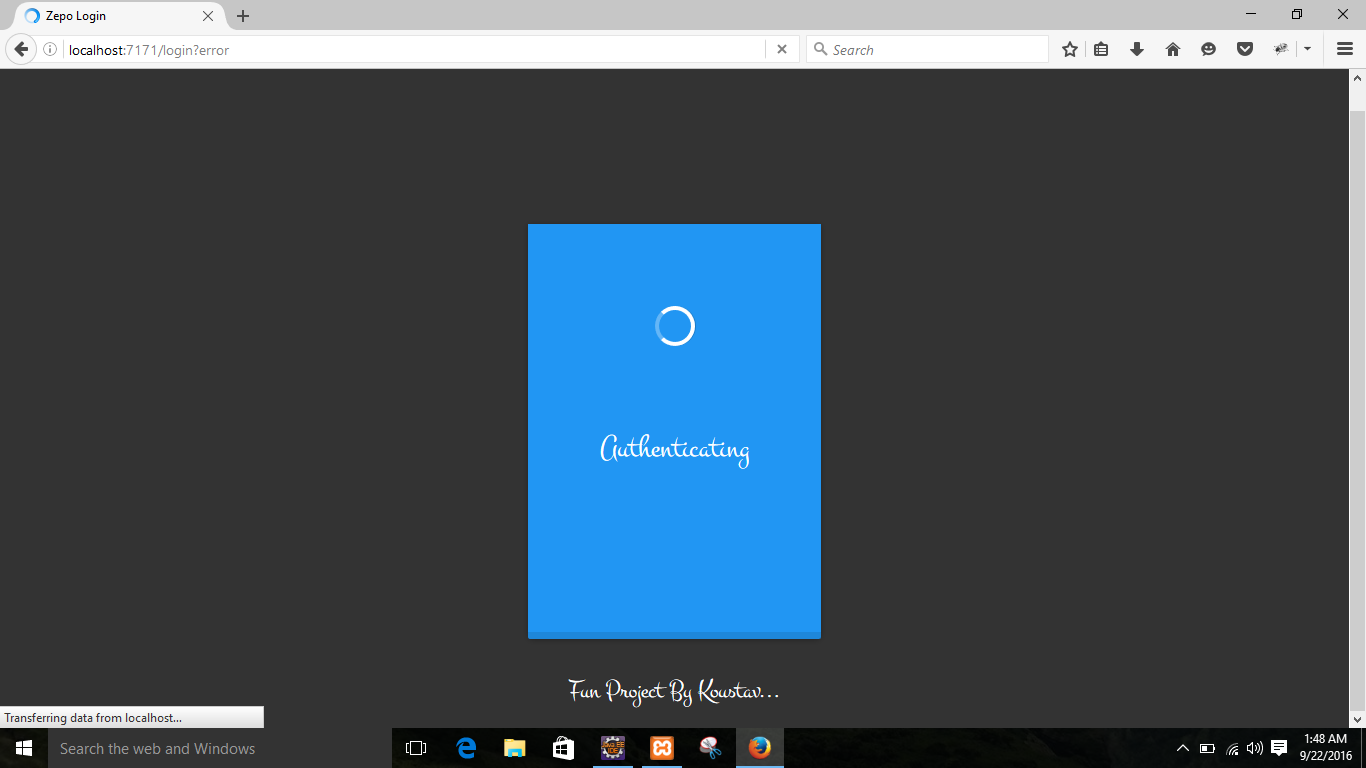 Zepo Login
localhost:7171/login?error
Search
Authenticating
Fun Project By Koustav...
Transferring data from localhost...
Search the web and Windows
1:48 AM
9/22/2016